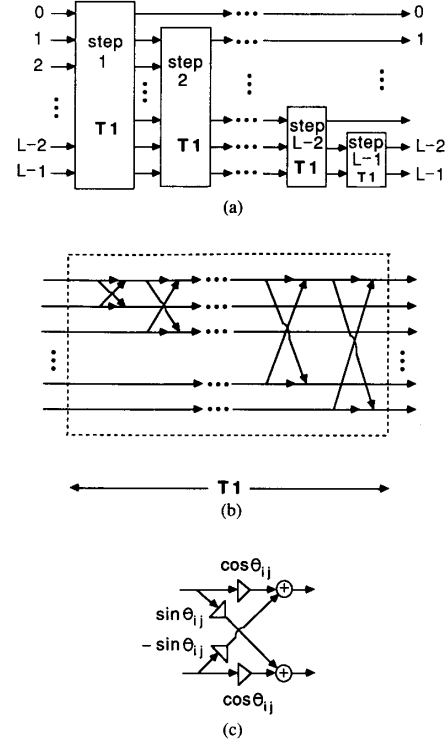 0 0
1 step 1 1
2 step 2
T1
T1 step L-2 step L-1
L-2 T1 L-2
L-1 T1 L-1
(a)
T1
(b)
cosθij
sinθij
- sinθij
cosθij
(c)